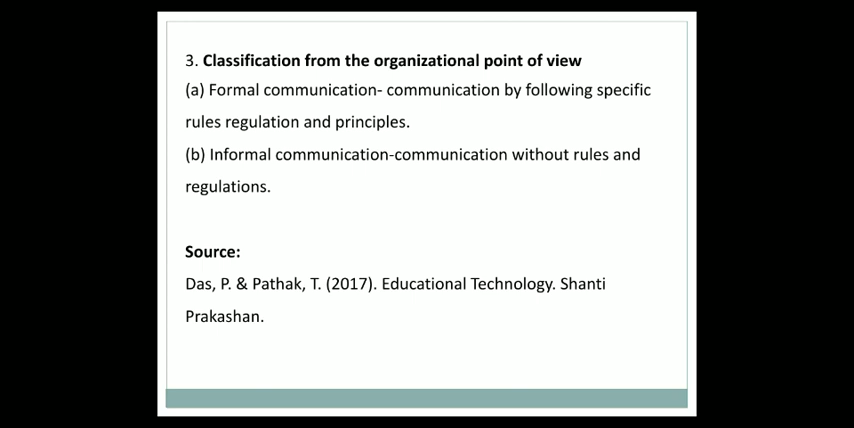 3. Classification from the organizational point of view
(a) Formal communication- communication by following specific
rules regulation and principles.
(b) Informal communication-communication without rules and
regulations.
Source:
Das, P. & Pathak, T. (2017). Educational Technology. Shanti
Prakashan.